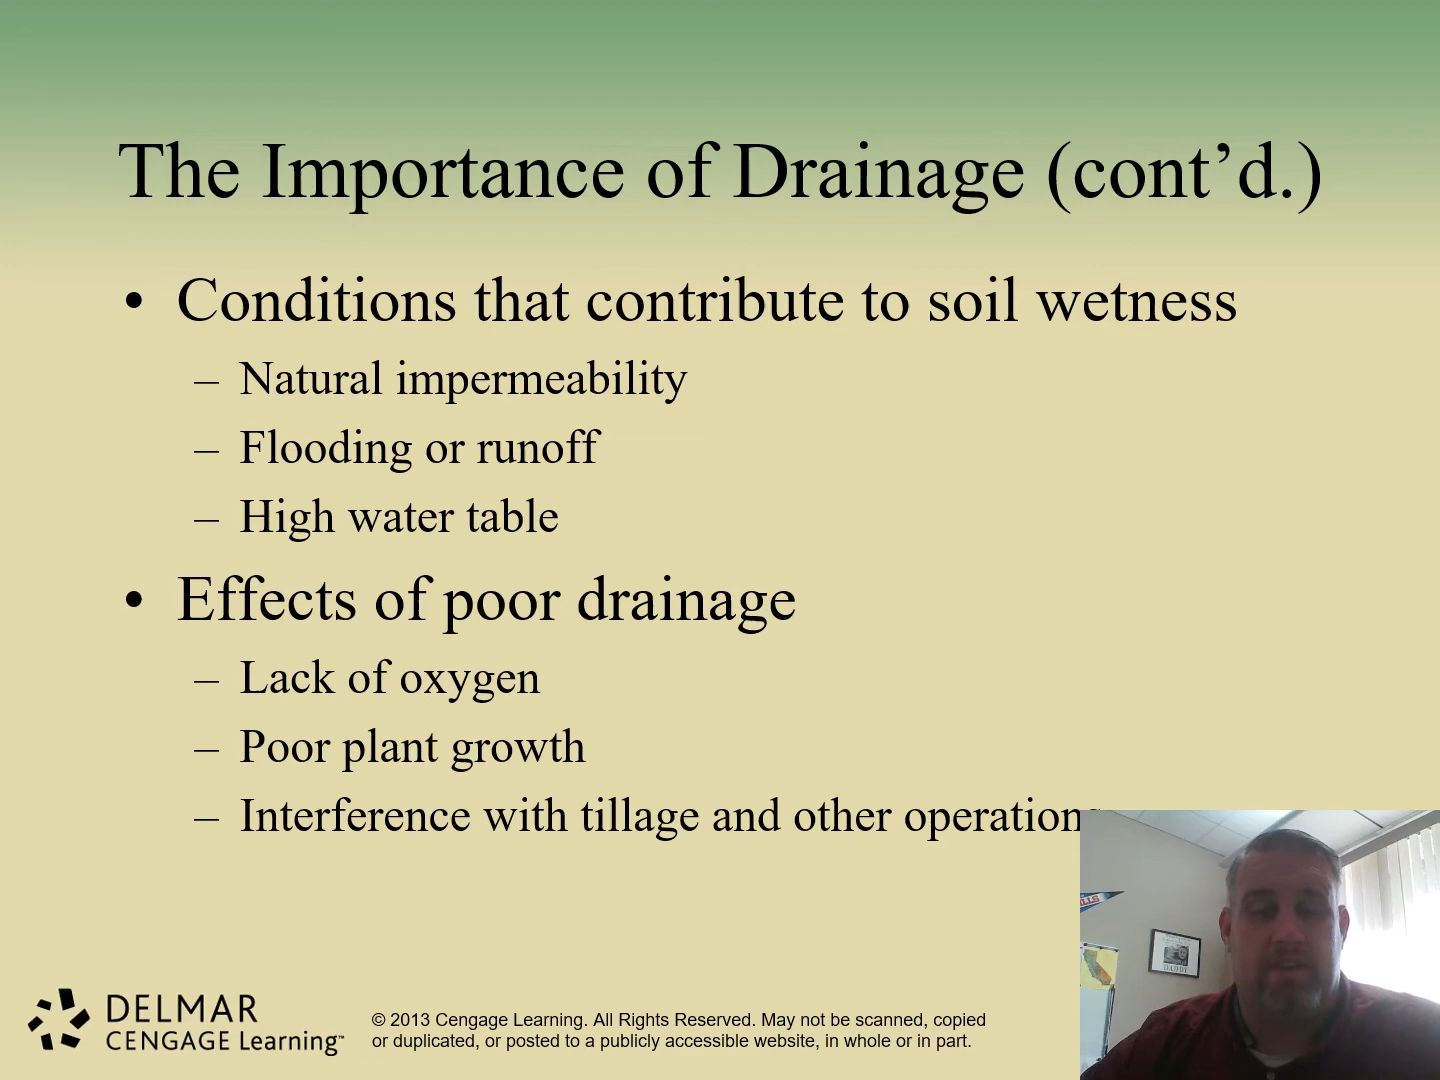 The Importance of Drainage (cont’d.)
• Conditions that contribute to soil wetness
– Natural impermeability
– Flooding or runoff
– High water table
• Effects of poor drainage
– Lack of oxygen
– Poor plant growth
– Interference with tillage and other operations
DADDY
DELMAR
CENGAGE Learning™
© 2013 Cengage Learning. All Rights Reserved. May not be scanned, copied
or duplicated, or posted to a publicly accessible website, in whole or in part.